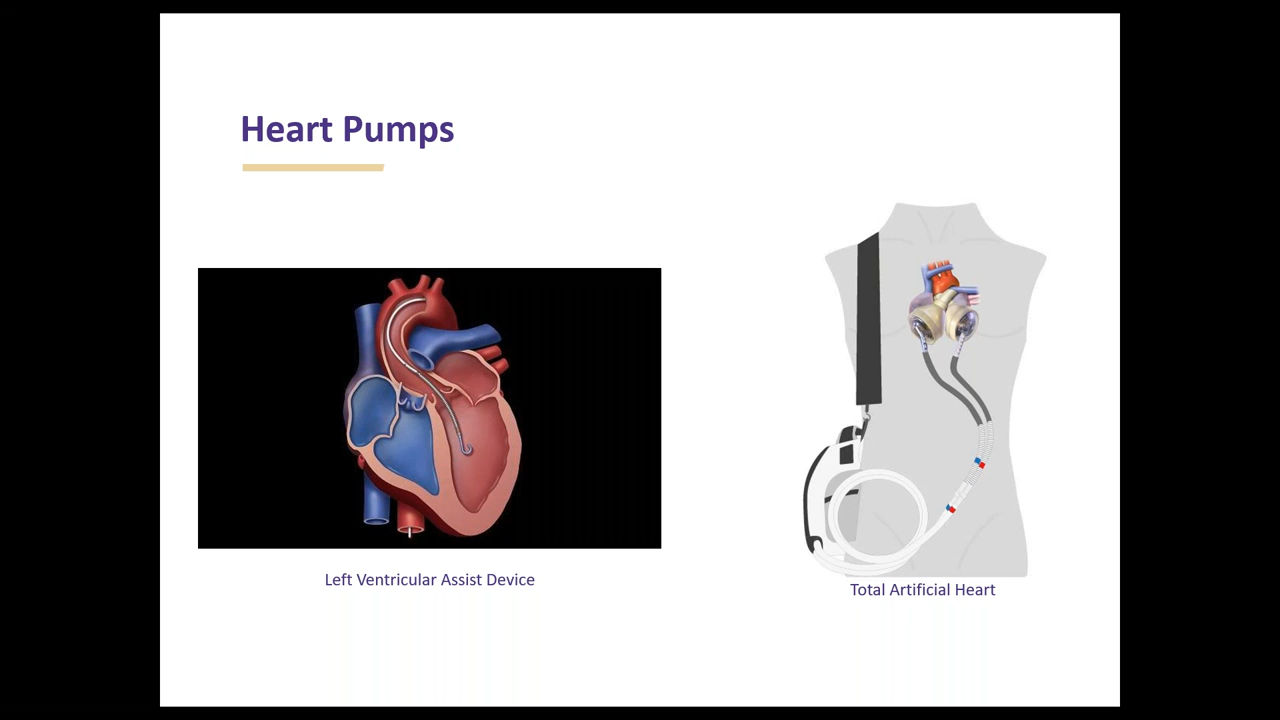 Heart Pumps
Left Ventricular Assist Device
Total Artificial Heart